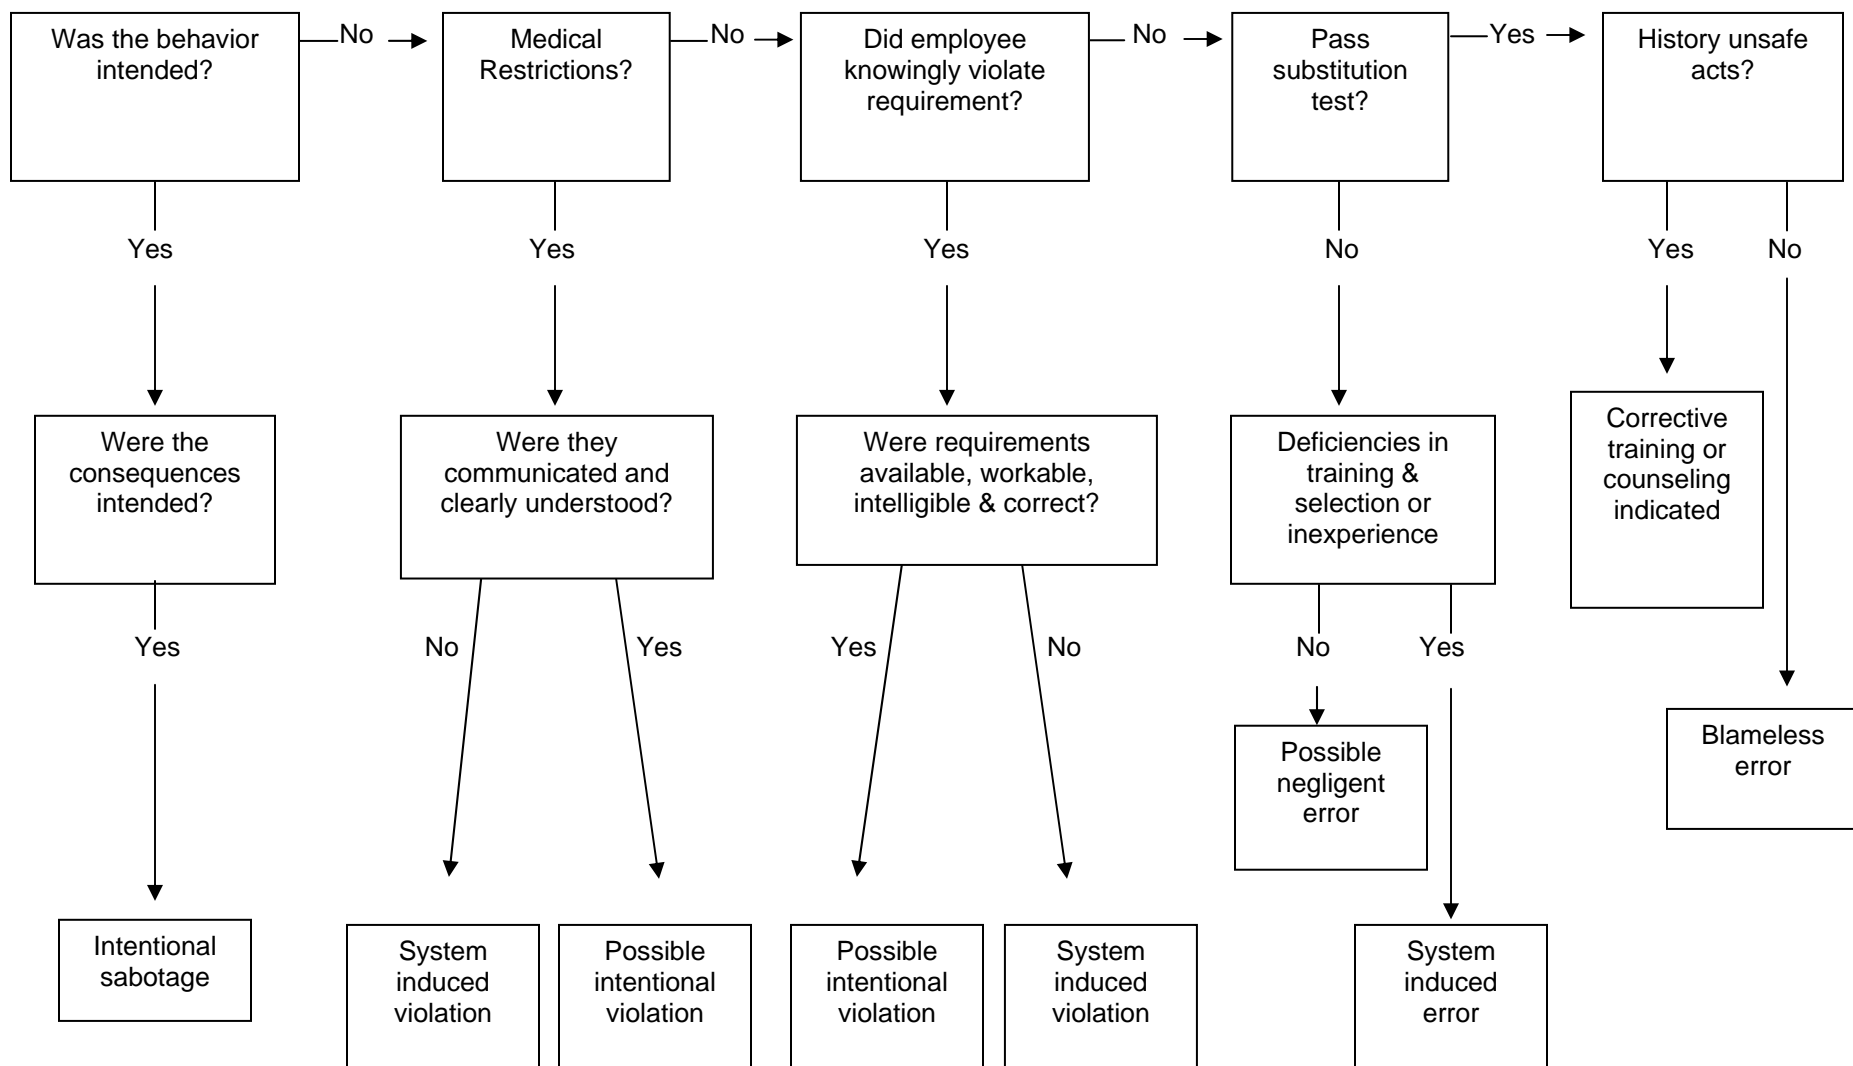 Was the behavior
intended?
No
Medical
Restrictions?
No
Did employee
knowingly violate
requirement?
No
Pass
substitution
test?
Yes
History unsafe
acts?
Yes
Yes
Yes
No
Yes
No
Were the
consequences
intended?
Were they
communicated and
clearly understood?
Were requirements
available, workable,
intelligible & correct?
Deficiencies in
training &
selection or
inexperience
Corrective
training or
counseling
indicated
Yes
No
Yes
Yes
No
No
Yes
Possible
negligent
error
Blameless
error
Intentional
sabotage
System
induced
violation
Possible
intentional
violation
Possible
intentional
violation
System
induced
violation
System
induced
error